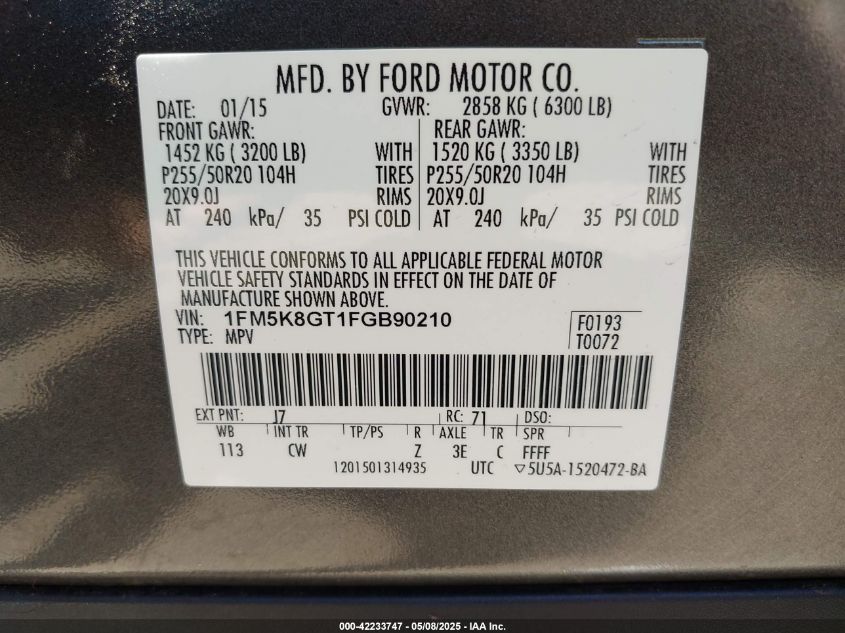 MFD. BY FORD MOTOR CO.
DATE: 01/15 GVWR: 2858 KG ( 6300 LB)
FRONT GAWR: REAR GAWR:
1452 KG ( 3200 LB) WITH 1520 KG ( 3350 LB) WITH
P255/50R20 104H TIRES P255/50R20 104H TIRES
20X9.0J RIMS 20X9.0J RIMS
AT 240 kPa/ 35 PSI COLD AT 240 kPa/ 35 PSI COLD
THIS VEHICLE CONFORMS TO ALL APPLICABLE FEDERAL MOTOR
VEHICLE SAFETY STANDARDS IN EFFECT ON THE DATE OF
MANUFACTURE SHOWN ABOVE.
VIN: 1FM5K8GT1FGB90210 F0193
TYPE: MPV T0072
EXT PNT: J7 RC: 71 DSO:
WB INT TR TP/PS R AXLE TR SPR
113 CW Z 3E C FFFF
1201501314935 UTC ▽5U5A-1520472-BA
000-42233747 - 05/08/2025 - IAA Inc.